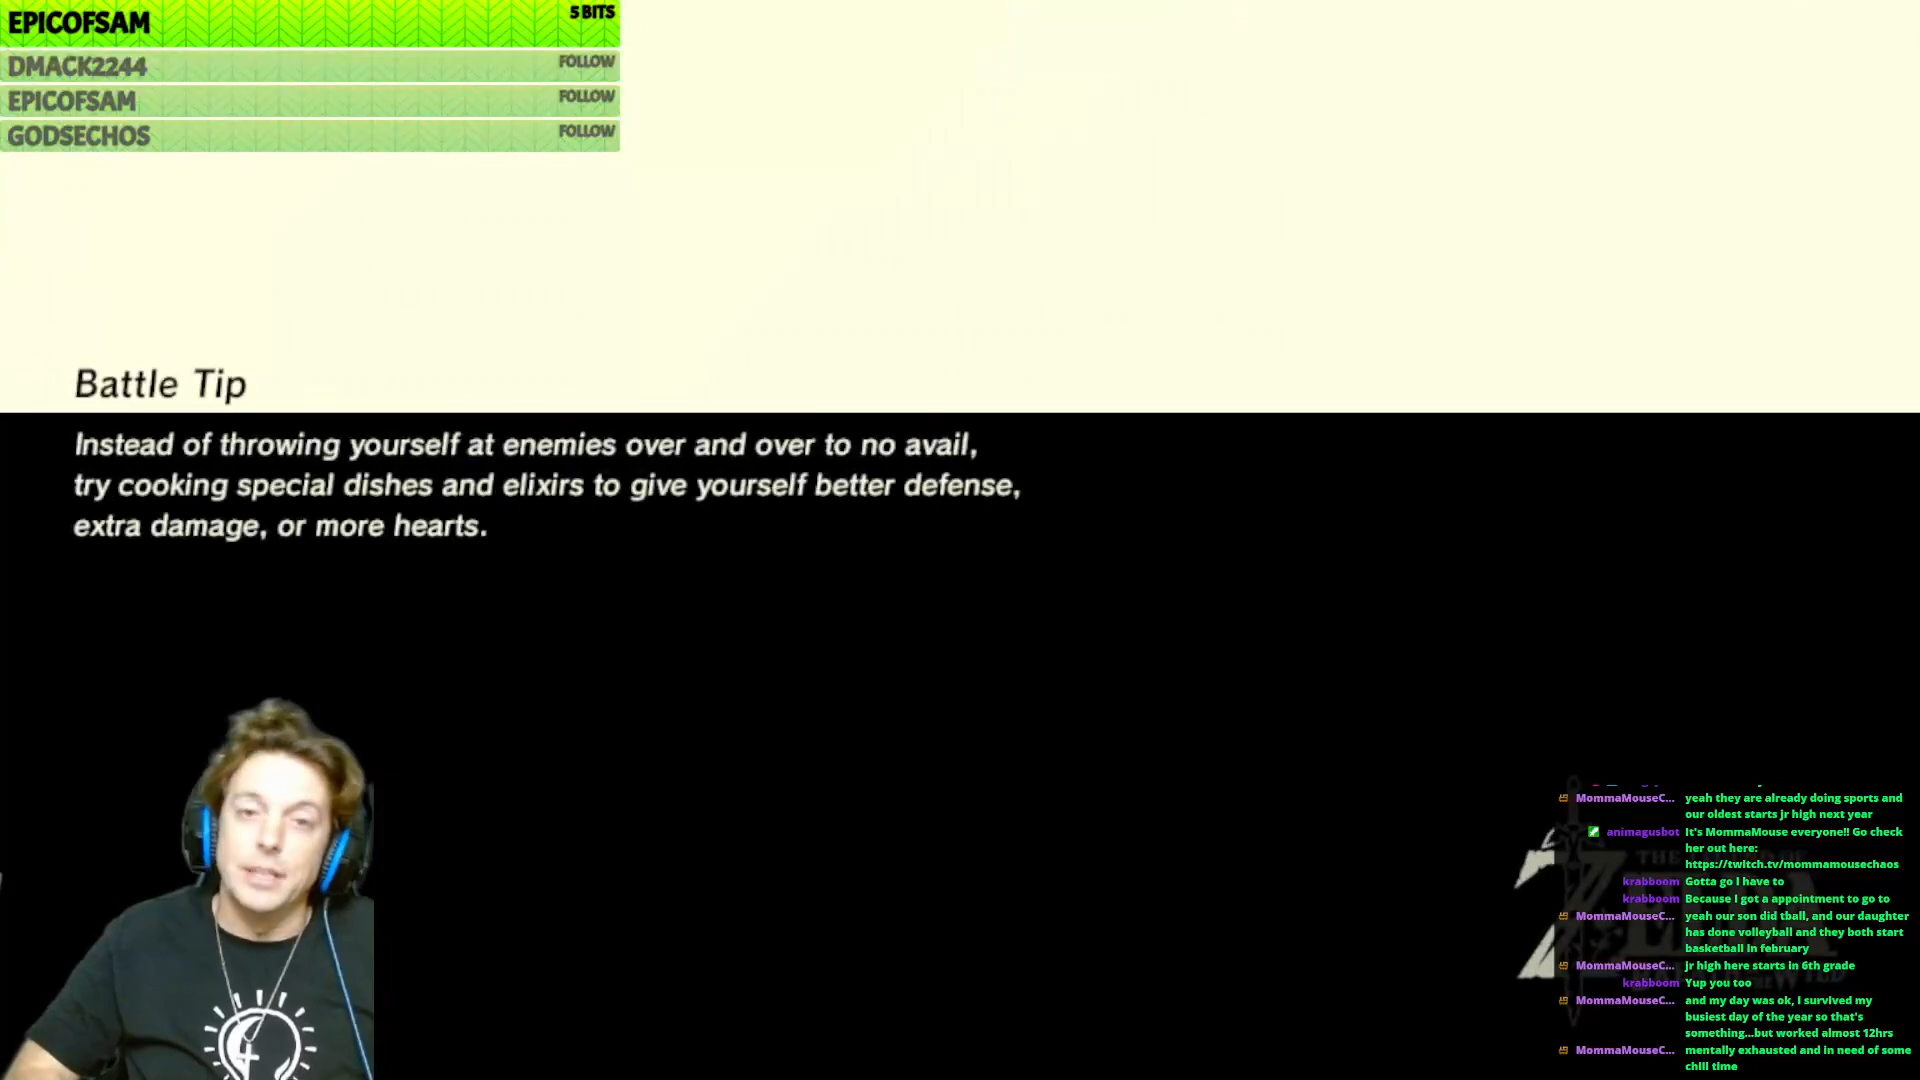 EPICOFSAM 5 BITS
DMACK2244 FOLLOW
EPICOFSAM FOLLOW
GODSECHOS FOLLOW
Battle Tip
Instead of throwing yourself at enemies over and over to no avail,
try cooking special dishes and elixirs to give yourself better defense,
extra damage, or more hearts.
MommaMouseC... yeah they are already doing sports and
our oldest starts jr high next year
animagusbot It's MommaMouse everyone!! Go check
her out here:
https://twitch.tv/mommamousechaos
krabboom Gotta go I have to
krabboom Because I got a appointment to go to
MommaMouseC... yeah our son did tball, and our daughter
has done volleyball and they both start
basketball in february
MommaMouseC... jr high here starts in 6th grade
krabboom Yup you too
MommaMouseC... and my day was ok, I survived my
busiest day of the year so that's
something...but worked almost 12hrs
MommaMouseC... mentally exhausted and in need of some
chill time
THE LEGEND OF
ZELDA